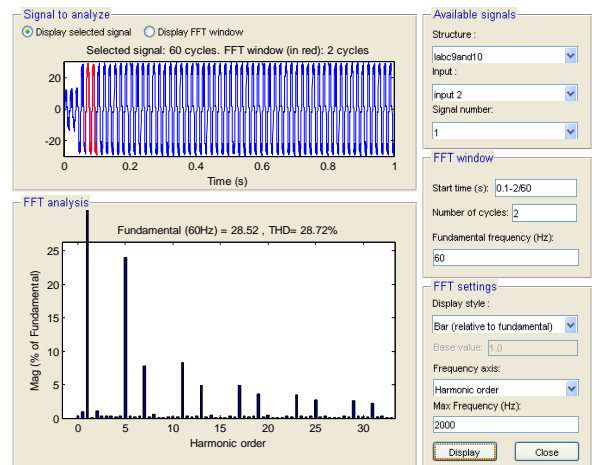 Signal to analyze
Display selected signal
Display FFT window
Selected signal: 60 cycles. FFT window (in red): 2 cycles
20
0
-20
0
0.2
0.4
0.6
0.8
1
Time (s)
FFT analysis
Fundamental (60Hz) = 28.52 , THD= 28.72%
25
20
15
10
5
0
Mag (% of Fundamental)
0
5
10
15
20
25
30
Harmonic order
Available signals
Structure :
Iabc9and10
Input :
input 2
Signal number:
1
FFT window
Start time (s): 0.1-2/60
Number of cycles: 2
Fundamental frequency (Hz):
60
FFT settings
Display style :
Bar (relative to fundamental)
Base value: 1.0
Frequency axis:
Harmonic order
Max Frequency (Hz):
2000
Display
Close